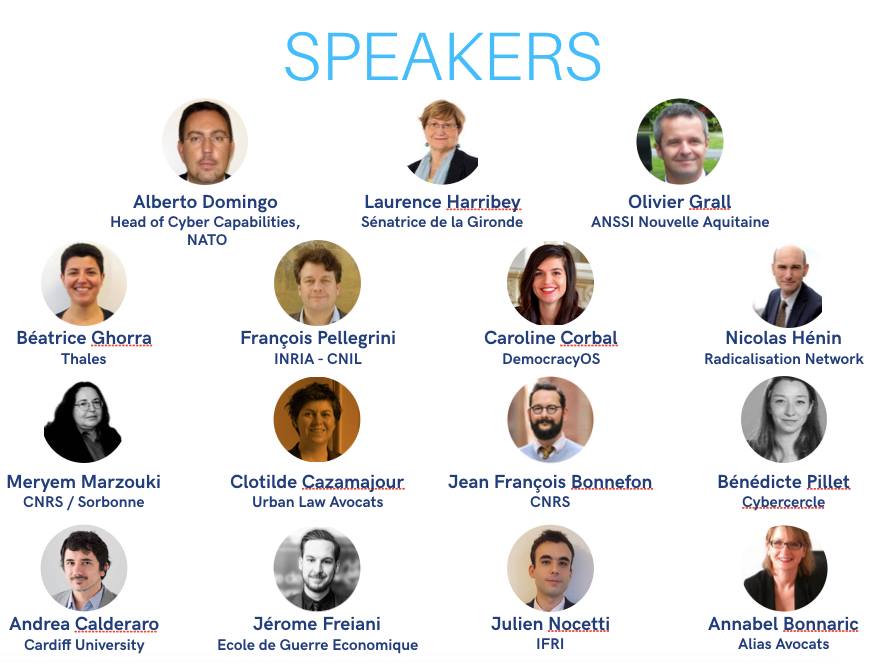 SPEAKERS
Alberto Domingo
Head of Cyber Capabilities,
NATO
Laurence Harribey
Sénatrice de la Gironde
Olivier Grall
ANSSI Nouvelle Aquitaine
Béatrice Ghorra
Thales
François Pellegrini
INRIA - CNIL
Caroline Corbal
DemocracyOS
Nicolas Hénin
Radicalisation Network
Meryem Marzouki
CNRS / Sorbonne
Clotilde Cazamajour
Urban Law Avocats
Jean François Bonnefon
CNRS
Bénédicte Pillet
Cybercercle
Andrea Calderaro
Cardiff University
Jérome Freiani
Ecole de Guerre Economique
Julien Nocetti
IFRI
Annabel Bonnaric
Alias Avocats